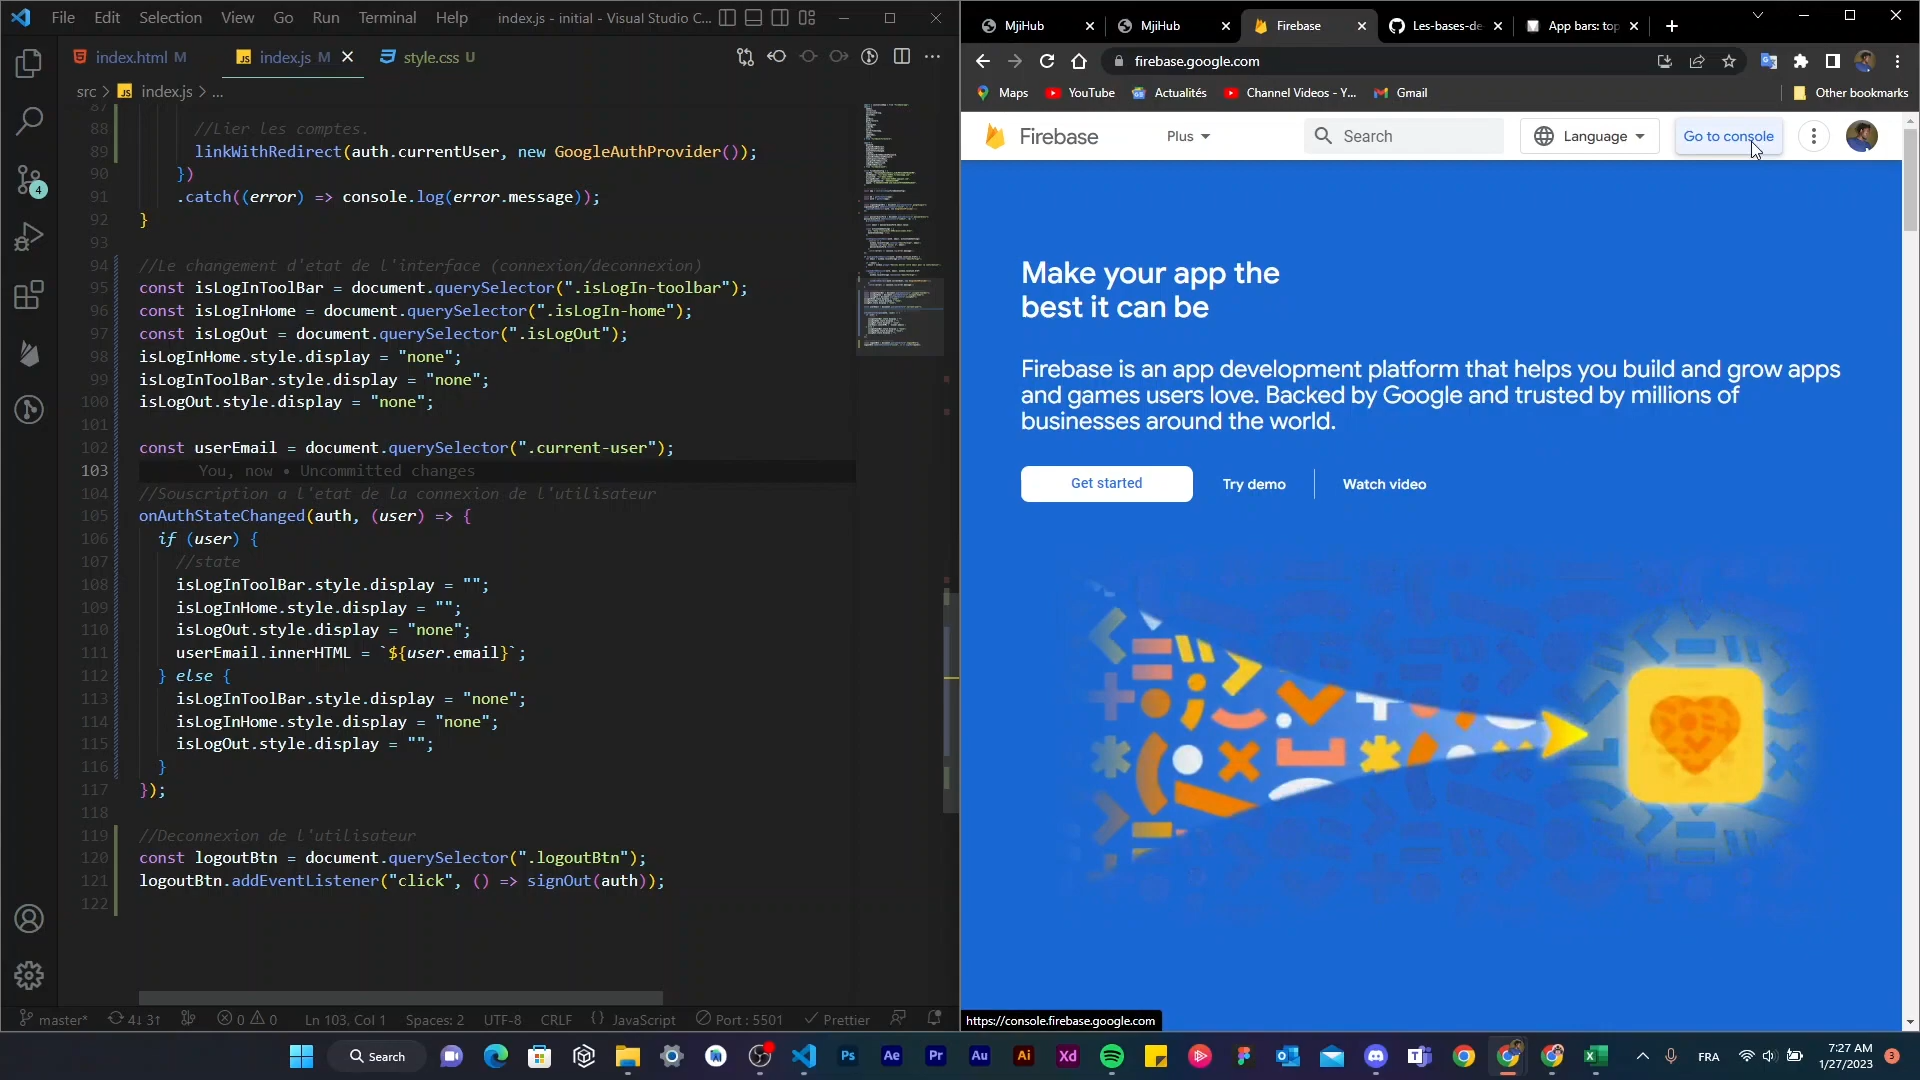 File Edit Selection View Go Run Terminal Help index.js - initial - Visual Studio C...
index.html M index.js M style.css U
src > index.js > ...
87
88 //Lier les comptes.
89 linkWithRedirect(auth.currentUser, new GoogleAuthProvider());
90 })
91 .catch((error) => console.log(error.message));
92 }
93
94 //Le changement d'etat de l'interface (connexion/deconnexion)
95 const isLogInToolBar = document.querySelector(".isLogIn-toolbar");
96 const isLogInHome = document.querySelector(".isLogIn-home");
97 const isLogOut = document.querySelector(".isLogOut");
98 isLogInHome.style.display = "none";
99 isLogInToolBar.style.display = "none";
100 isLogOut.style.display = "none";
101
102 const userEmail = document.querySelector(".current-user");
103 You, now • Uncommitted changes
104 //Souscription a l'etat de la connexion de l'utilisateur
105 onAuthStateChanged(auth, (user) => {
106 if (user) {
107 //state
108 isLogInToolBar.style.display = "";
109 isLogInHome.style.display = "";
110 isLogOut.style.display = "none";
111 userEmail.innerHTML = `${user.email}`;
112 } else {
113 isLogInToolBar.style.display = "none";
114 isLogInHome.style.display = "none";
115 isLogOut.style.display = "";
116 }
117 });
118
119 //Deconnexion de l'utilisateur
120 const logoutBtn = document.querySelector(".logoutBtn");
121 logoutBtn.addEventListener("click", () => signOut(auth));
122
4
master* 4↓ 3↑ 0 0 Ln 103, Col 1 Spaces: 2 UTF-8 CRLF {} JavaScript Port : 5501 Prettier
MjiHub MjiHub Firebase Les-bases-de App bars: top
firebase.google.com
Maps YouTube Actualités Channel Videos - Y... Gmail Other bookmarks
Firebase Plus Search Language Go to console
Make your app the
best it can be
Firebase is an app development platform that helps you build and grow apps
and games users love. Backed by Google and trusted by millions of
businesses around the world.
Get started Try demo Watch video
https://console.firebase.google.com
Search Ps Ae Pr Au Ai Xd FRA 7:27 AM 3
1/27/2023